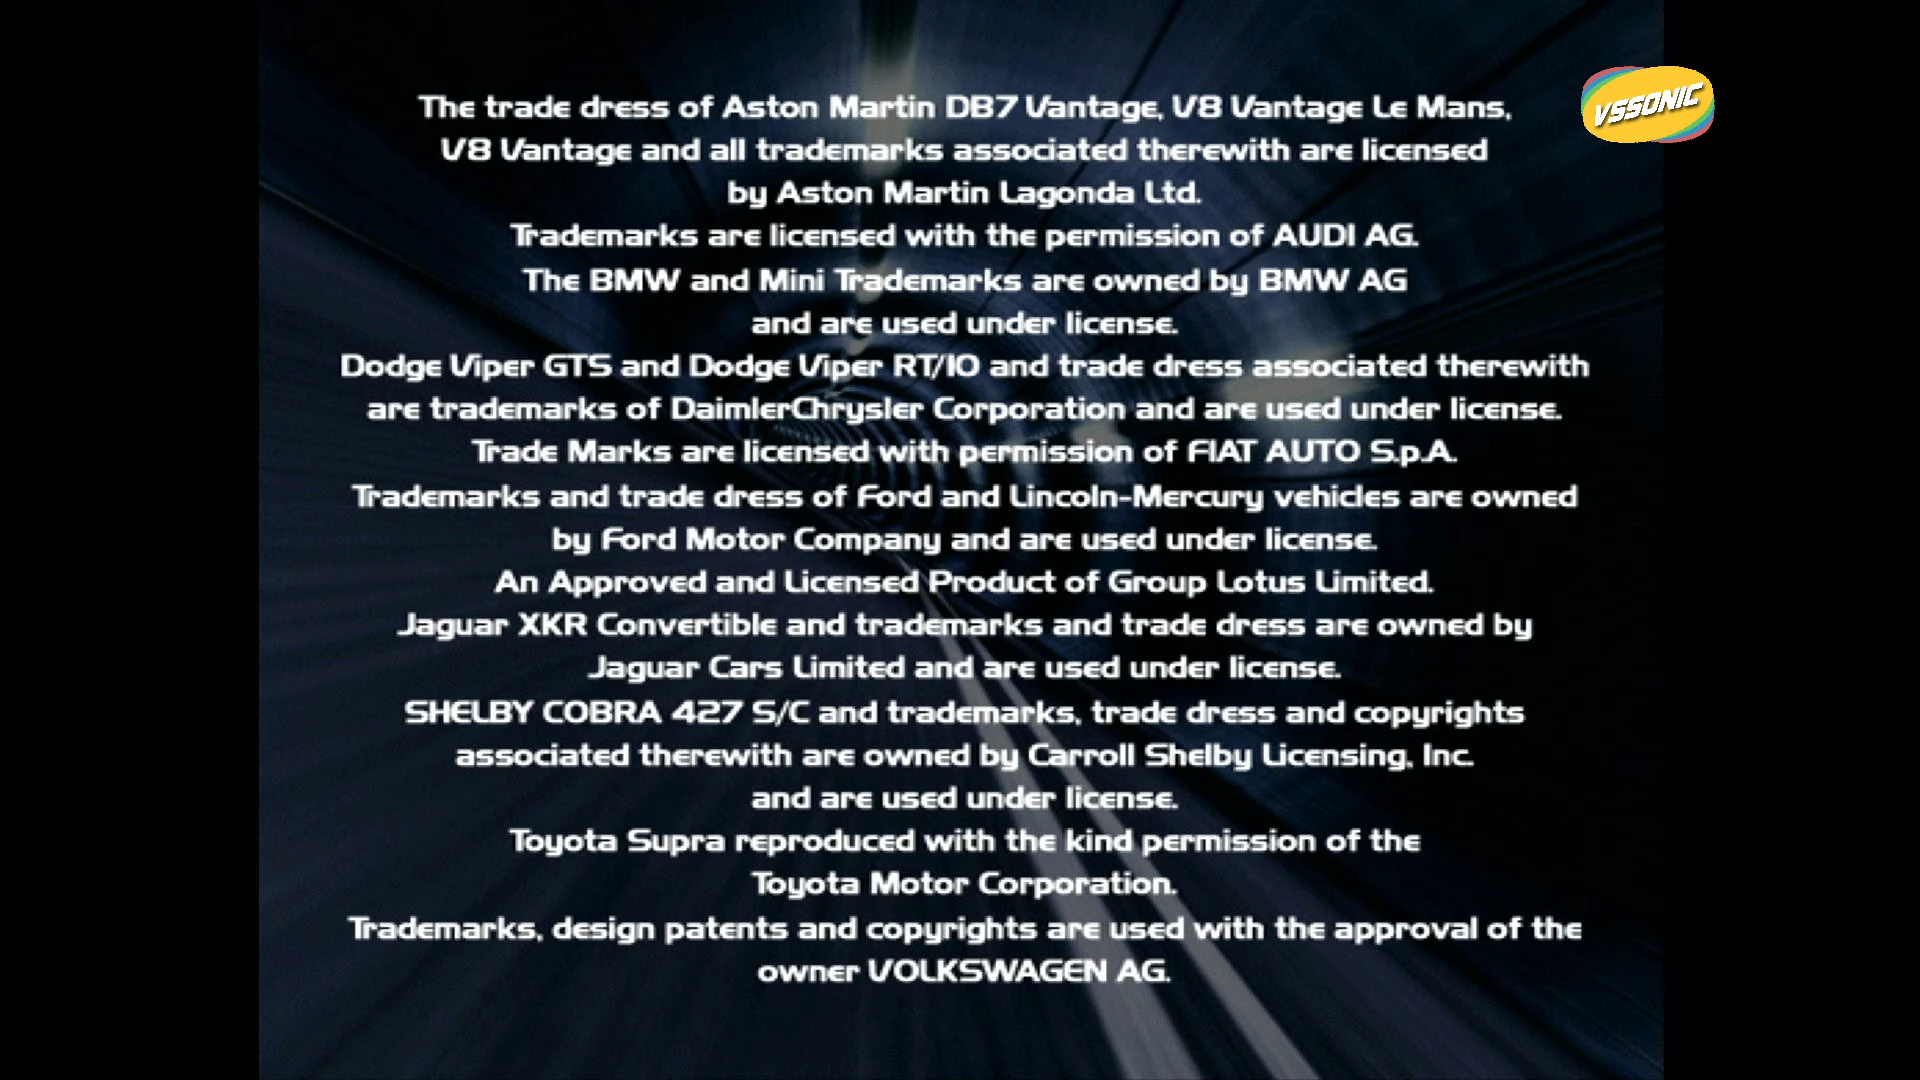 The trade dress of Aston Martin DB7 Vantage, V8 Vantage Le Mans,
V8 Vantage and all trademarks associated therewith are licensed
by Aston Martin Lagonda Ltd.
Trademarks are licensed with the permission of AUDI AG.
The BMW and Mini Trademarks are owned by BMW AG
and are used under license.
Dodge Viper GTS and Dodge Viper RT/10 and trade dress associated therewith
are trademarks of DaimlerChrysler Corporation and are used under license.
Trade Marks are licensed with permission of FIAT AUTO S.p.A.
Trademarks and trade dress of Ford and Lincoln-Mercury vehicles are owned
by Ford Motor Company and are used under license.
An Approved and Licensed Product of Group Lotus Limited.
Jaguar XKR Convertible and trademarks and trade dress are owned by
Jaguar Cars Limited and are used under license.
SHELBY COBRA 427 S/C and trademarks, trade dress and copyrights
associated therewith are owned by Carroll Shelby Licensing, Inc.
and are used under license.
Toyota Supra reproduced with the kind permission of the
Toyota Motor Corporation.
Trademarks, design patents and copyrights are used with the approval of the
owner VOLKSWAGEN AG.
VSSONIC